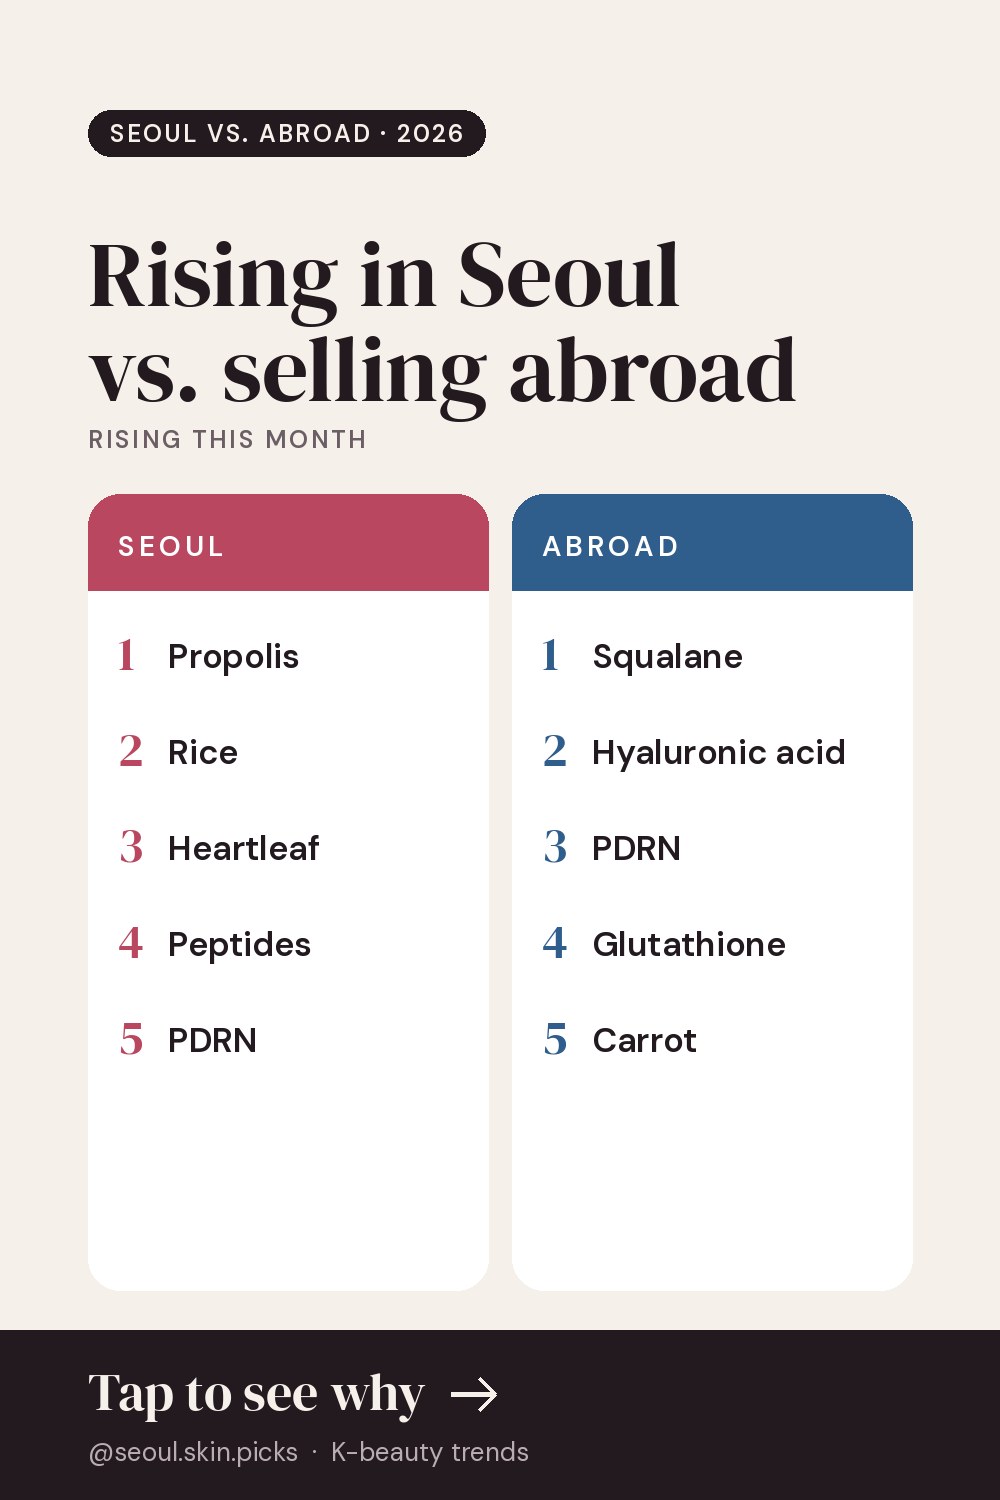 SEOUL VS. ABROAD · 2026
Rising in Seoul
vs. selling abroad
RISING THIS MONTH
SEOUL
1 Propolis
2 Rice
3 Heartleaf
4 Peptides
5 PDRN
ABROAD
1 Squalane
2 Hyaluronic acid
3 PDRN
4 Glutathione
5 Carrot
Tap to see why →
@seoul.skin.picks · K-beauty trends